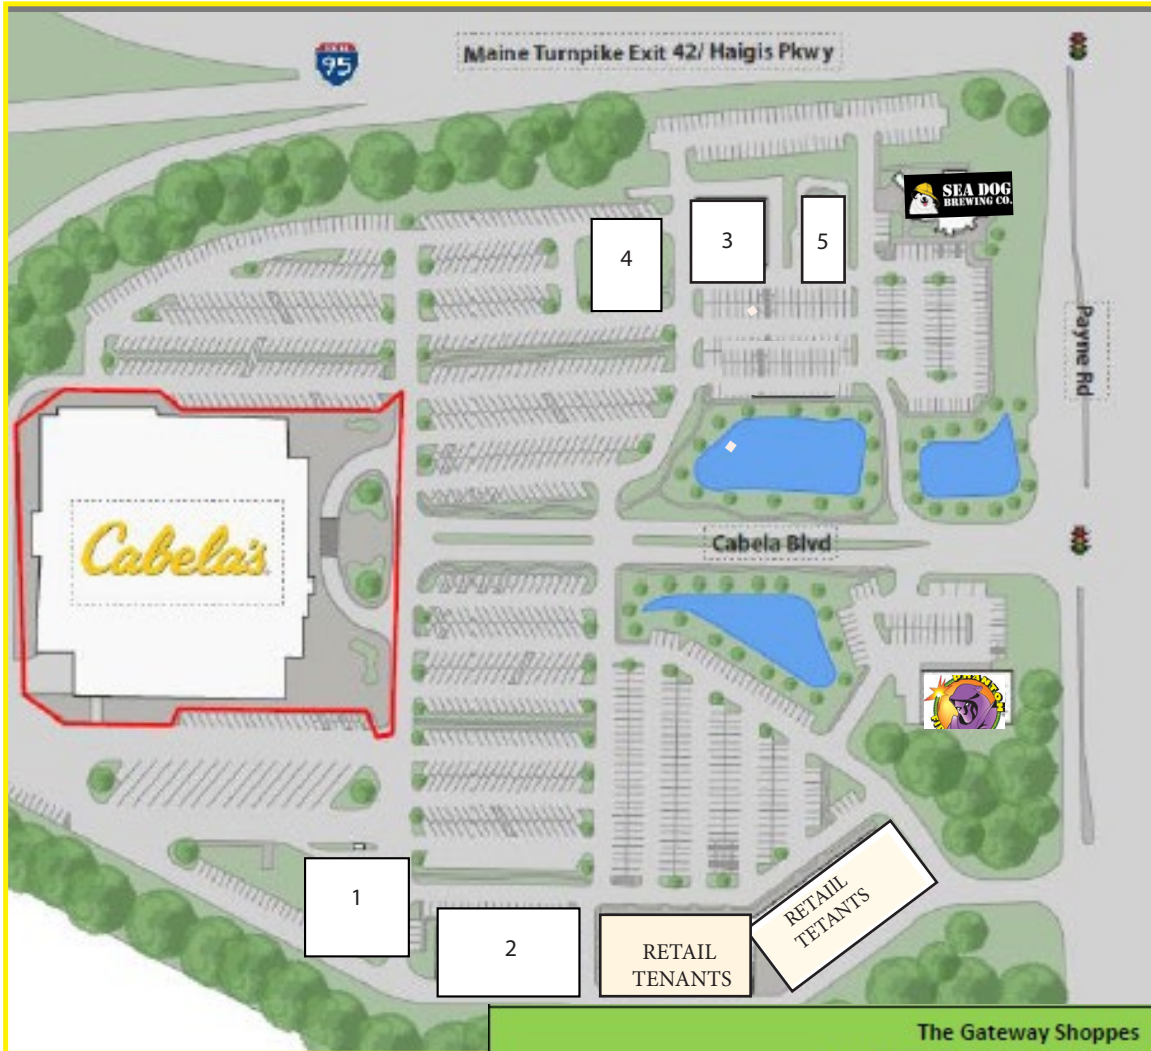 95
Maine Turnpike Exit 42/ Haigis Pkwy
SEA DOG
BREWING CO.
3
5
4
Payne Rd
Cabela's
Cabela Blvd
PHANTOM
1
2
RETAIIL
TETANTS
RETAIL
TENANTS
The Gateway Shoppes